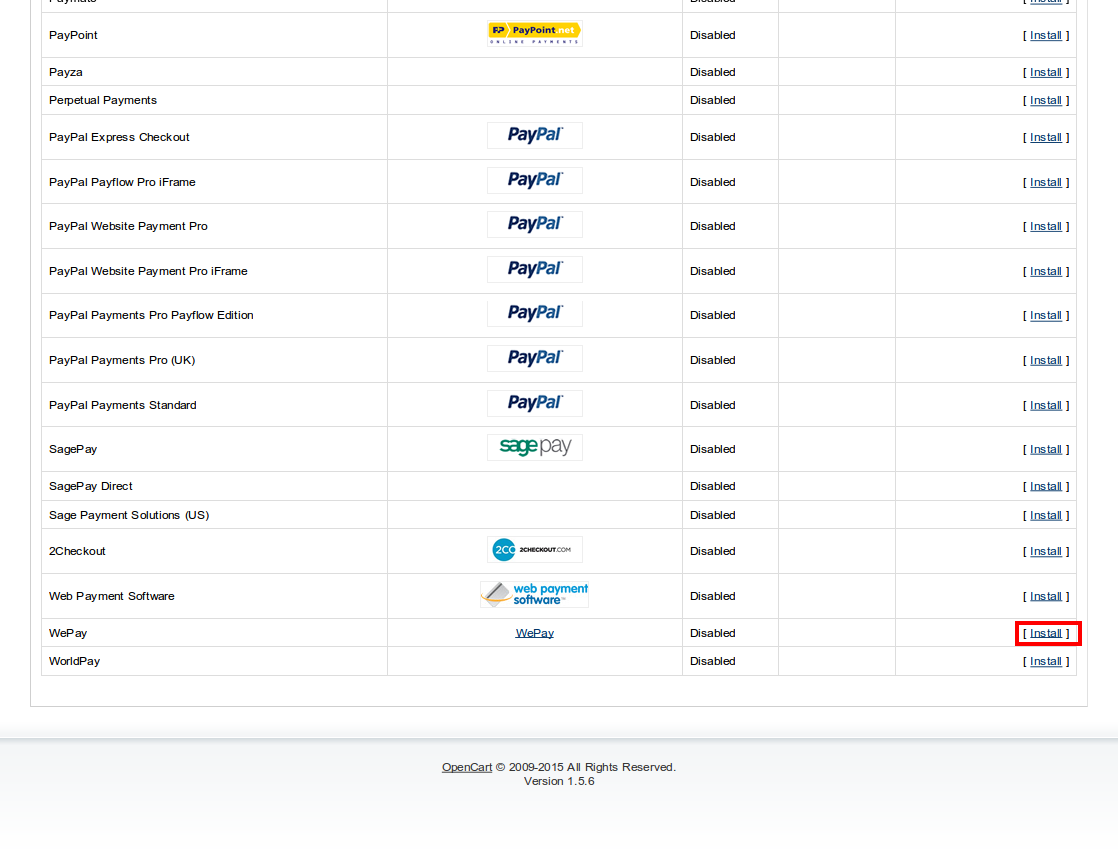 Paymate Disabled [ Install ]
PayPoint PayPoint.net Disabled [ Install ]
ONLINE PAYMENTS
Payza Disabled [ Install ]
Perpetual Payments Disabled [ Install ]
PayPal Express Checkout PayPal Disabled [ Install ]
PayPal Payflow Pro iFrame PayPal Disabled [ Install ]
PayPal Website Payment Pro PayPal Disabled [ Install ]
PayPal Website Payment Pro iFrame PayPal Disabled [ Install ]
PayPal Payments Pro Payflow Edition PayPal Disabled [ Install ]
PayPal Payments Pro (UK) PayPal Disabled [ Install ]
PayPal Payments Standard PayPal Disabled [ Install ]
SagePay sage pay Disabled [ Install ]
SagePay Direct Disabled [ Install ]
Sage Payment Solutions (US) Disabled [ Install ]
2Checkout 2CO 2CHECKOUT.COM Disabled [ Install ]
Web Payment Software web payment software™ Disabled [ Install ]
WePay WePay Disabled [ Install ]
WorldPay Disabled [ Install ]
OpenCart © 2009-2015 All Rights Reserved.
Version 1.5.6